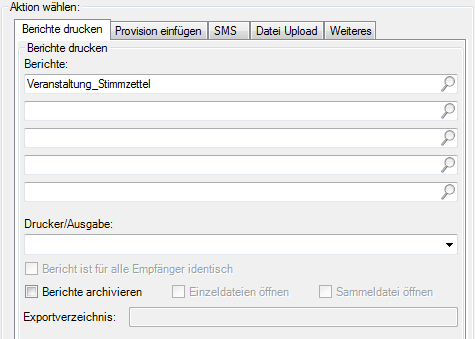 Aktion wählen:
Berichte drucken Provision einfügen SMS Datei Upload Weiteres
Berichte drucken
Berichte:
Veranstaltung_Stimmzettel
Drucker/Ausgabe:
Bericht ist für alle Empfänger identisch
Berichte archivieren Einzeldateien öffnen Sammeldatei öffnen
Exportverzeichnis: